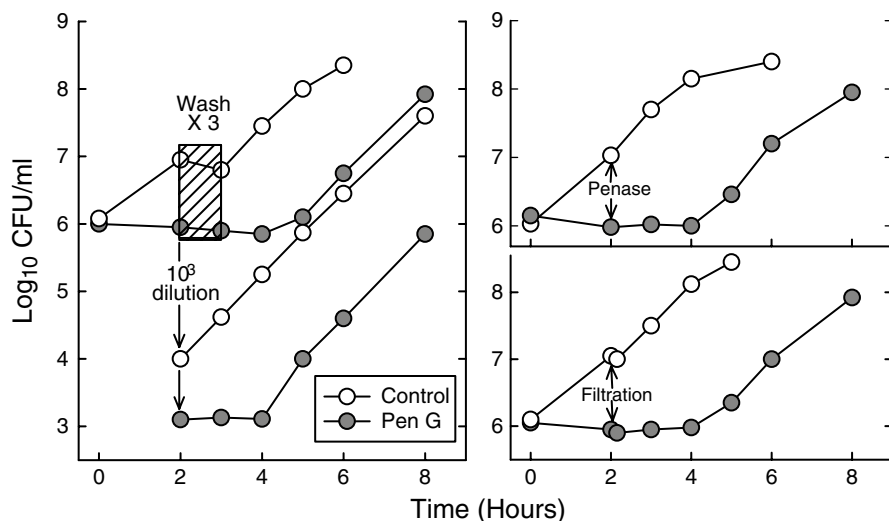 9
8
7
6
5
4
3
Log10 CFU/ml
Wash
X 3
10³
dilution
Control
Pen G
0
2
4
6
8
8
7
6
Penase
8
7
6
Filtration
0
2
4
6
8
Time (Hours)